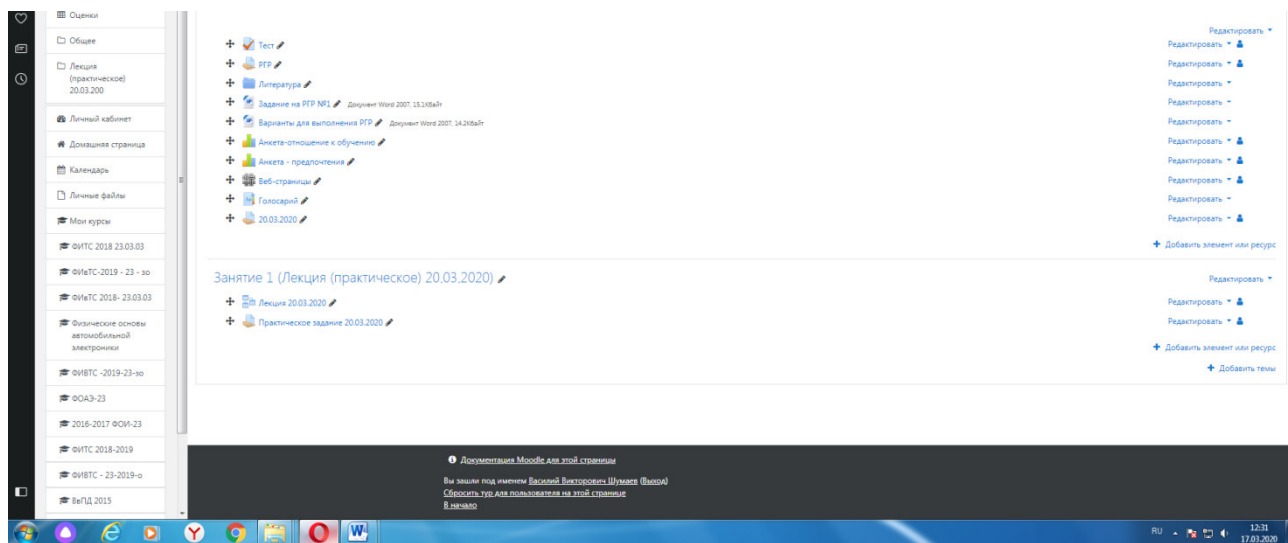 Оценки
Общее
Лекция
(практическое)
20.03.200
Личный кабинет
Домашняя страница
Календарь
Личные файлы
Мои курсы
ФИТС 2018 23.03.03
ФИвТС-2019 - 23 - зо
ФИвТС 2018- 23.03.03
Физические основы
автомобильной
электроники
ФИВТС -2019-23-зо
ФОАЭ-23
2016-2017 ФОИ-23
ФИТС 2018-2019
ФИВТС - 23-2019-о
ВвПД 2015
Редактировать
Тест Редактировать
РГР Редактировать
Литература Редактировать
Задание на РГР №1 Документ Word 2007, 15.1Кбайт Редактировать
Варианты для выполнения РГР Документ Word 2007, 14.2Кбайт Редактировать
Анкета-отношение к обучению Редактировать
Анкета - предпочтения Редактировать
Веб-страницы Редактировать
Голосарий Редактировать
20.03.2020 Редактировать
Добавить элемент или ресурс
Занятие 1 (Лекция (практическое) 20.03.2020) Редактировать
Лекция 20.03.2020 Редактировать
Практическое задание 20.03.2020 Редактировать
Добавить элемент или ресурс
Добавить темы
Документация Moodle для этой страницы
Вы зашли под именем Василий Викторович Шумаев (Выход)
Сбросить тур для пользователя на этой странице
В начало
RU
12:31
17.03.2020